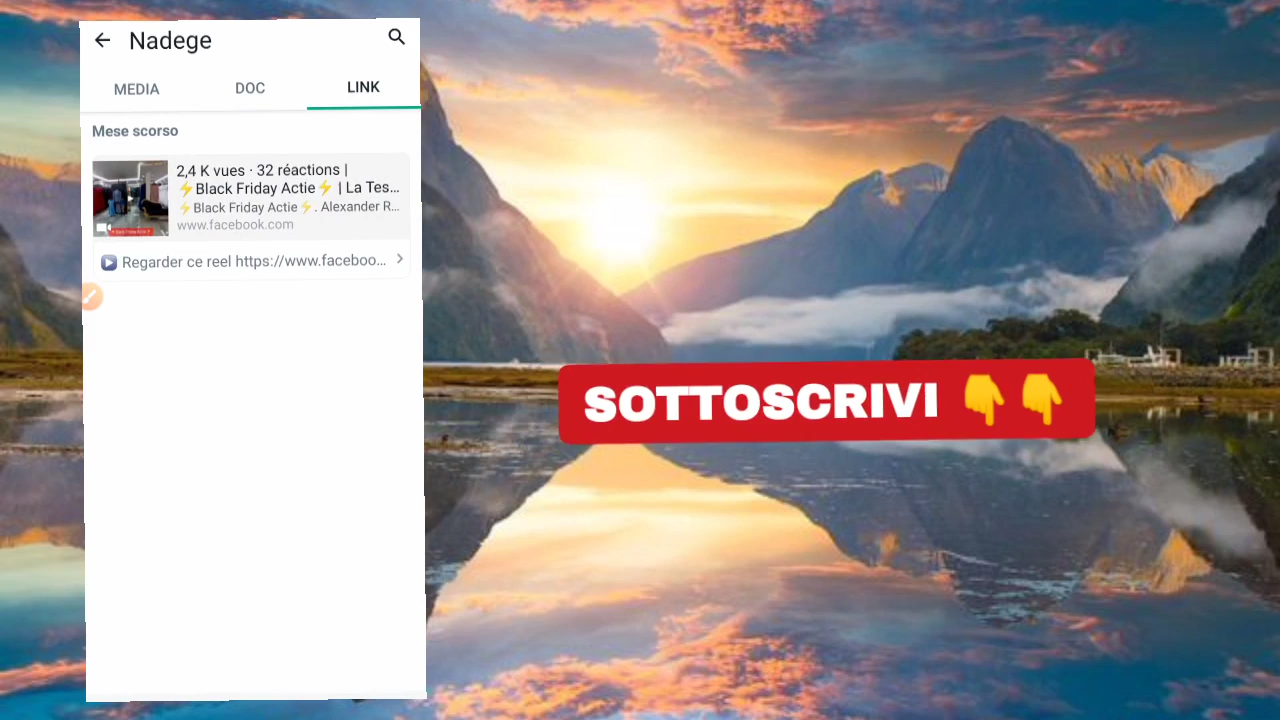 Nadege
MEDIA
DOC
LINK
Mese scorso
2,4 K vues · 32 réactions |
⚡Black Friday Actie⚡ | La Tes...
⚡Black Friday Actie⚡. Alexander R...
www.facebook.com
Regarder ce reel https://www.faceboo...
SOTTOSCRIVI 👇👇